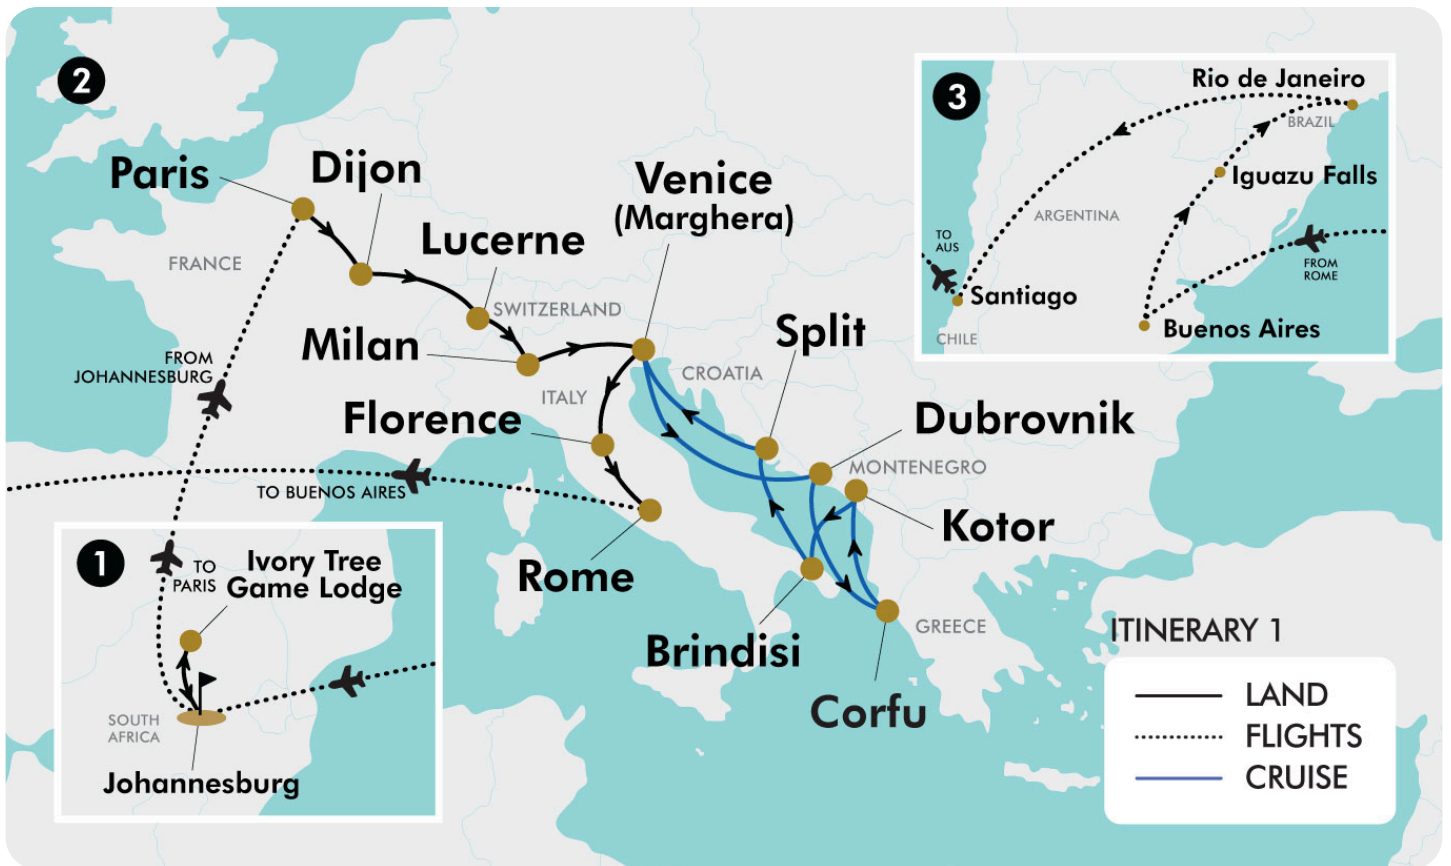 2
Paris
Dijon
Venice
(Marghera)
Lucerne
FRANCE
SWITZERLAND
Milan
Split
FROM
JOHANNESBURG
ITALY
CROATIA
Florence
Dubrovnik
MONTENEGRO
TO BUENOS AIRES
Kotor
Rome
Brindisi
GREECE
Corfu
1
TO
PARIS
Ivory Tree
Game Lodge
SOUTH
AFRICA
Johannesburg
3
Rio de Janeiro
BRAZIL
Iguazu Falls
ARGENTINA
TO
AUS
FROM
ROME
Santiago
Buenos Aires
CHILE
ITINERARY 1
LAND
FLIGHTS
CRUISE